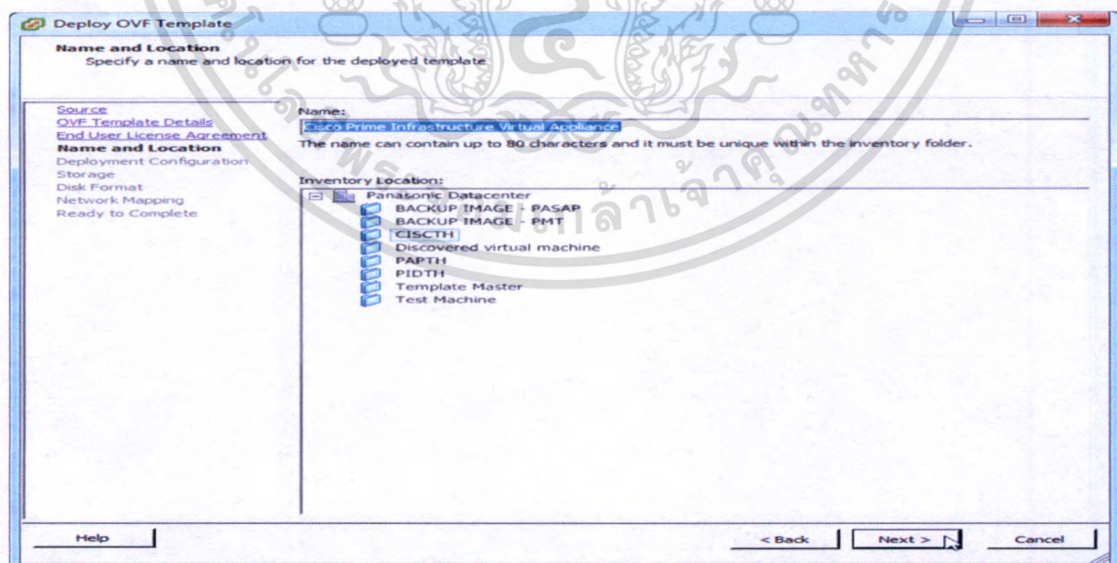 Deploy OVF Template
Name and Location
Specify a name and location for the deployed template
Source
OVF Template Details
End User License Agreement
Name and Location
Deployment Configuration
Storage
Disk Format
Network Mapping
Ready to Complete
Name:
Cisco Prime Infrastructure Virtual Appliance
The name can contain up to 80 characters and it must be unique within the inventory folder.
Inventory Location:
Panasonic Datacenter
BACKUP IMAGE - PASAP
BACKUP IMAGE - PMT
CISCTH
Discovered virtual machine
PAPTH
PIDTH
Template Master
Test Machine
Help
< Back
Next >
Cancel